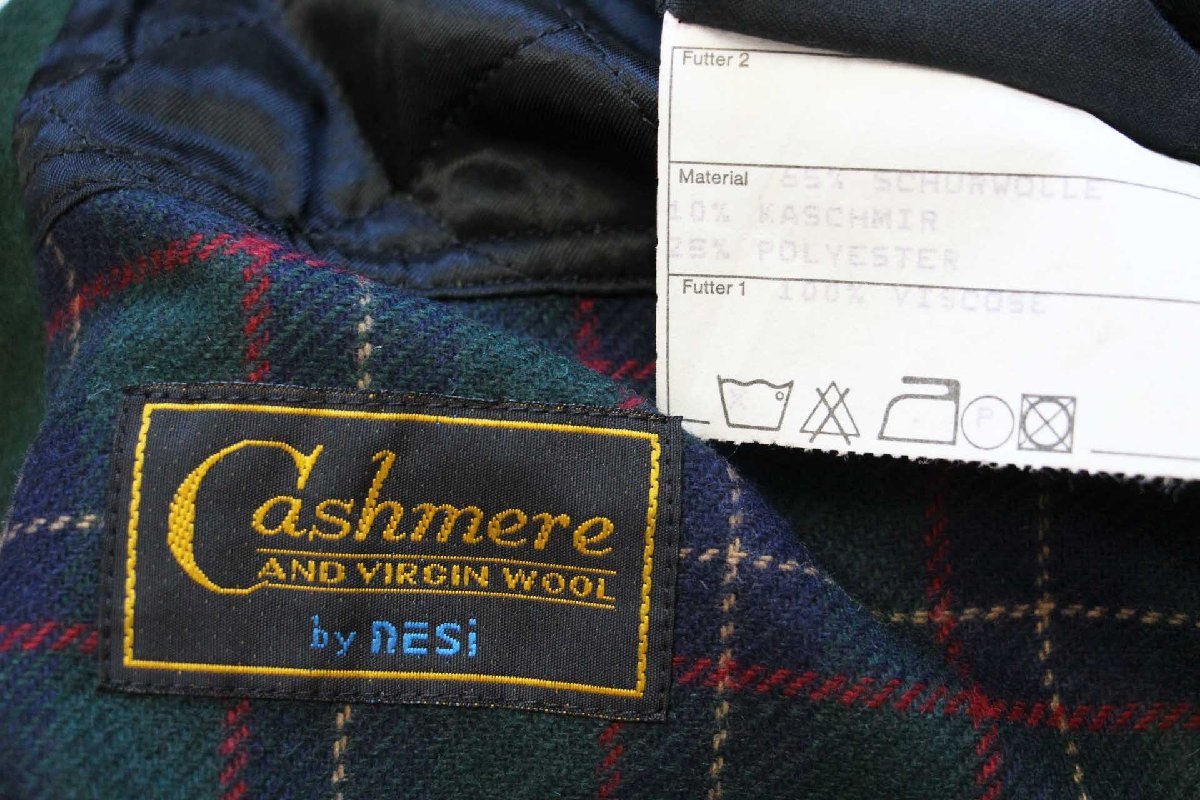 Futter 2
Material 65% SCHURWOLLE
10% KASCHMIR
25% POLYESTER
Futter 1 100% VISCOSE
P
Cashmere
AND VIRGIN WOOL
by nesi